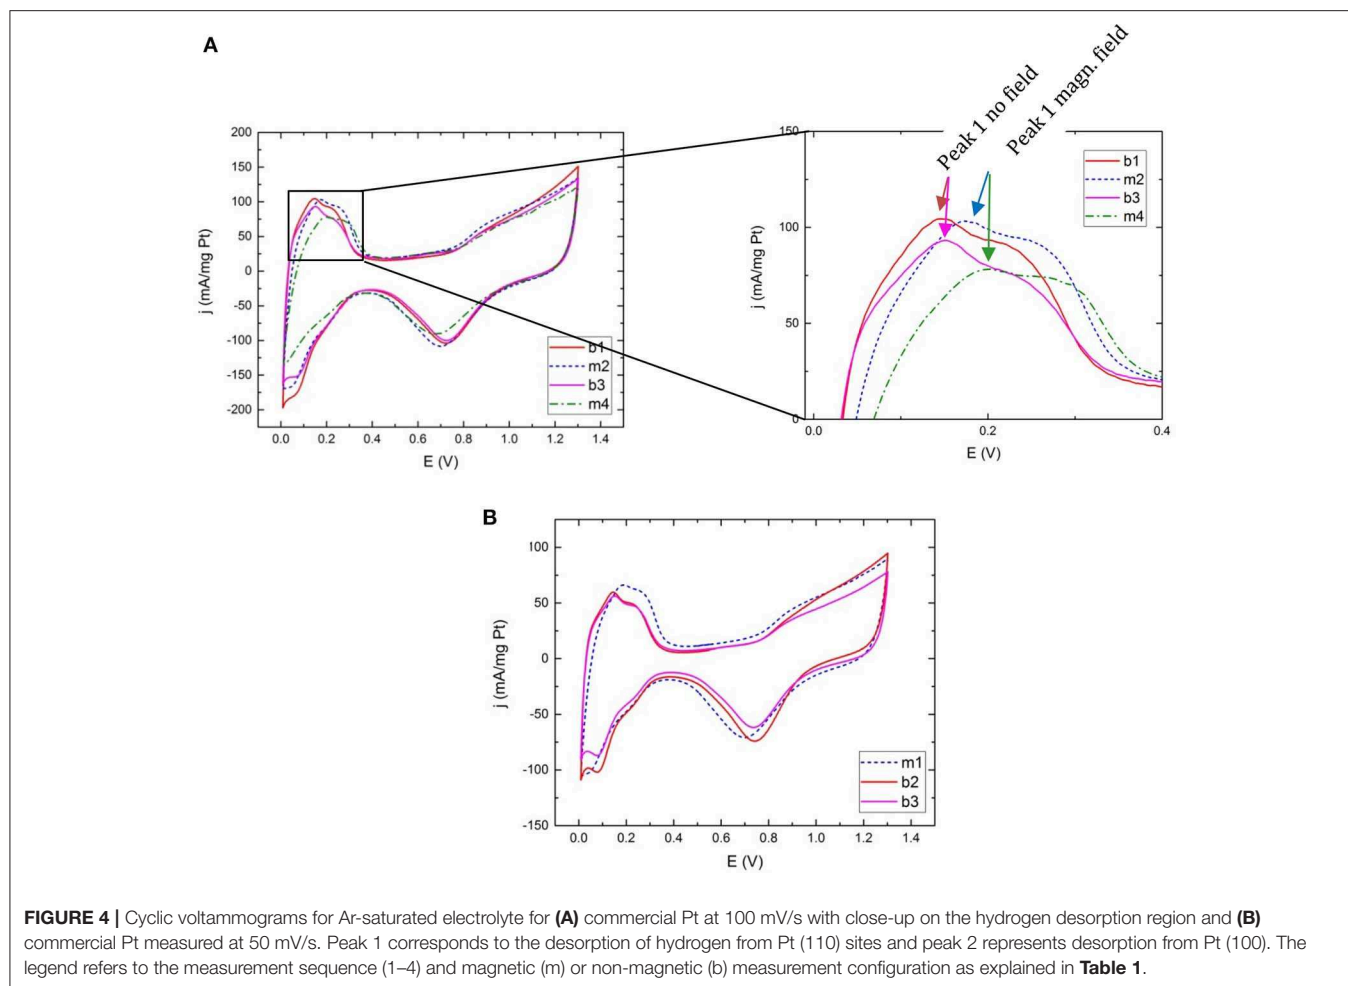 A
Peak 1 no field
Peak 1 magn. field
200
150
100
50
0
-50
-100
-150
-200
j (mA/mg Pt)
0.0 0.2 0.4 0.6 0.8 1.0 1.2 1.4
E (V)
b1
m2
b3
m4
150
100
50
0
j (mA/mg Pt)
0.0 0.2 0.4
E (V)
b1
m2
b3
m4
B
100
50
0
-50
-100
-150
j (mA/mg Pt)
0.0 0.2 0.4 0.6 0.8 1.0 1.2 1.4
E (V)
m1
b2
b3
FIGURE 4 | Cyclic voltammograms for Ar-saturated electrolyte for (A) commercial Pt at 100 mV/s with close-up on the hydrogen desorption region and (B)
commercial Pt measured at 50 mV/s. Peak 1 corresponds to the desorption of hydrogen from Pt (110) sites and peak 2 represents desorption from Pt (100). The
legend refers to the measurement sequence (1–4) and magnetic (m) or non-magnetic (b) measurement configuration as explained in Table 1.